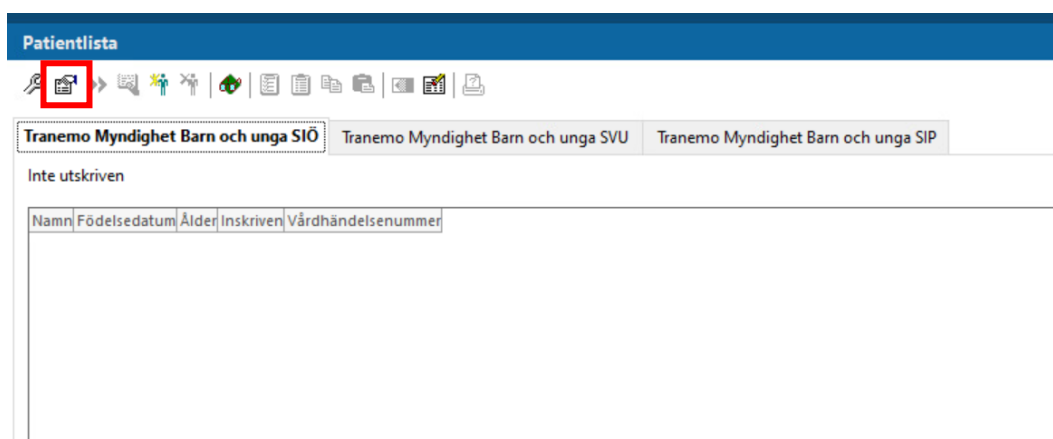 Patientlista
Tranemo Myndighet Barn och unga SIÖ Tranemo Myndighet Barn och unga SVU Tranemo Myndighet Barn och unga SIP
Inte utskriven
Namn Födelsedatum Ålder Inskriven Vårdhändelsenummer